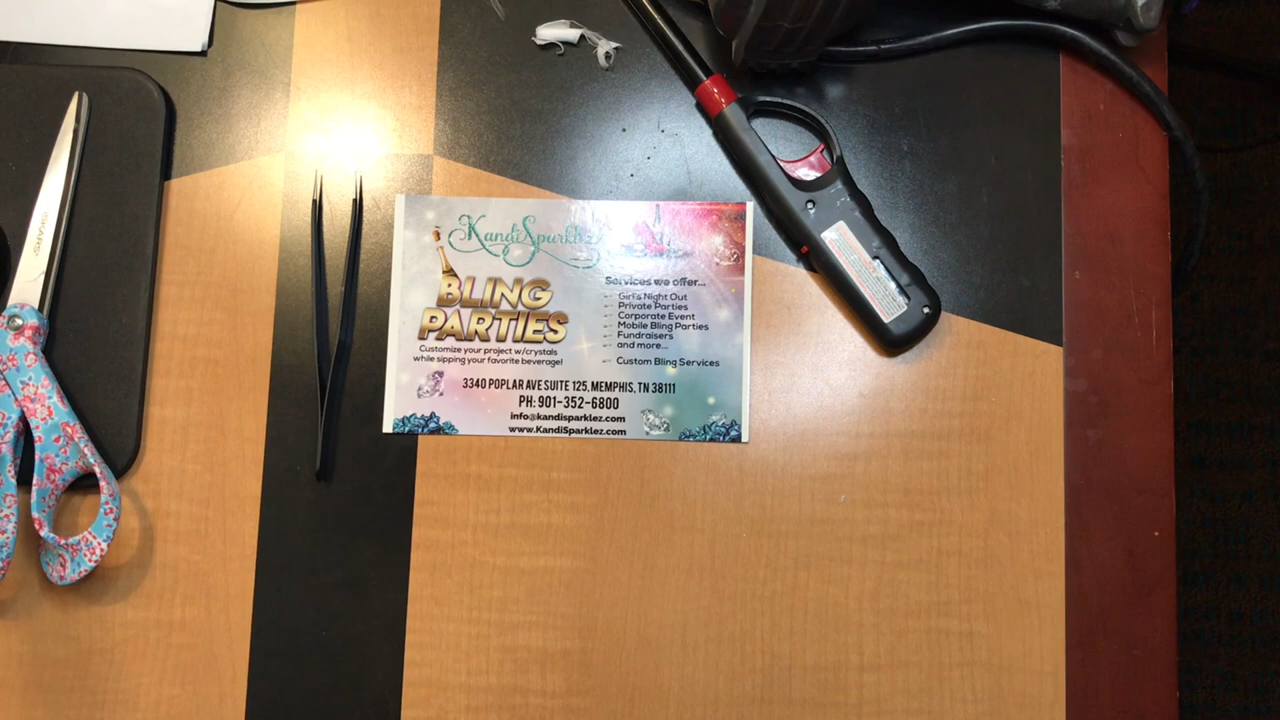 KandiSparklez
BLING
PARTIES
Customize your project w/crystals
while sipping your favorite beverage!
Services we offer...
Girl's Night Out
Private Parties
Corporate Event
Mobile Bling Parties
Fundraisers
and more...
Custom Bling Services
3340 POPLAR AVE SUITE 125, MEMPHIS, TN 38111
PH: 901-352-6800
info@kandisparklez.com
www.KandiSparklez.com
FISKARS